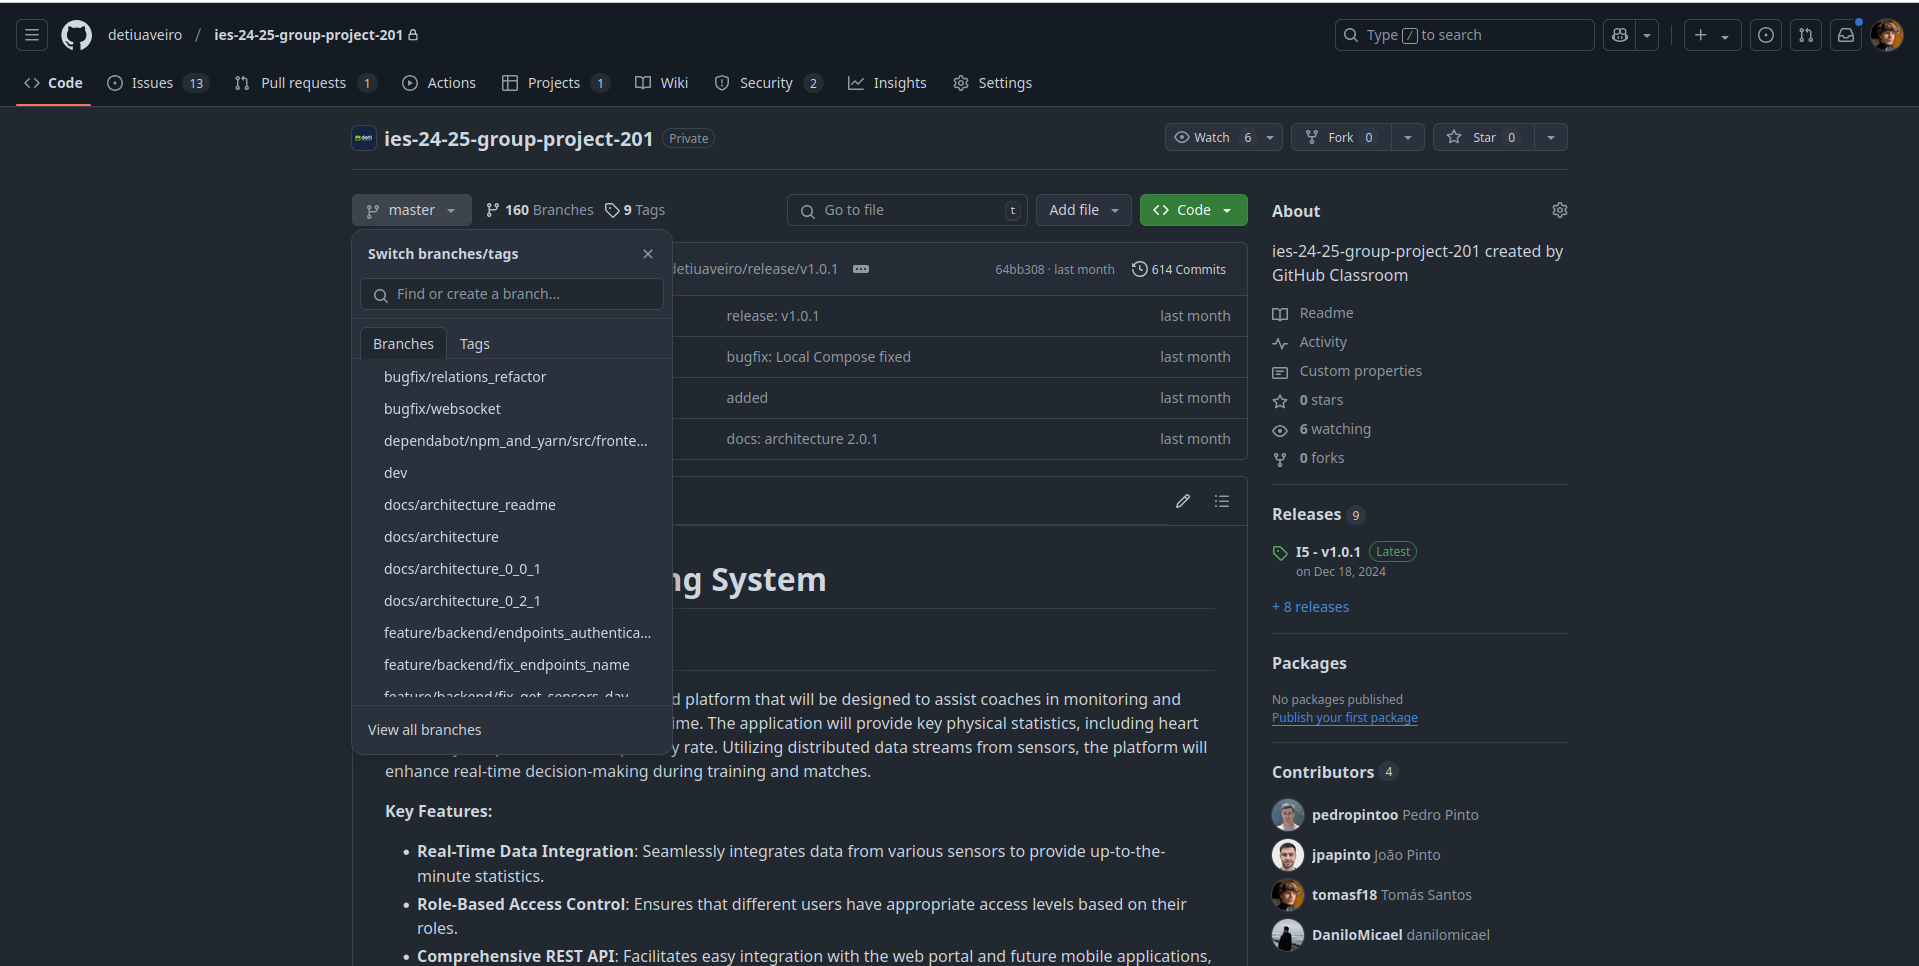 detiuaveiro / ies-24-25-group-project-201
Type / to search
Code
Issues 13
Pull requests 1
Actions
Projects 1
Wiki
Security 2
Insights
Settings
ies-24-25-group-project-201 Private
Watch 6
Fork 0
Star 0
master
160 Branches
9 Tags
Go to file t
Add file
Code
Switch branches/tags
Find or create a branch...
Branches
Tags
bugfix/relations_refactor
bugfix/websocket
dependabot/npm_and_yarn/src/fronte...
dev
docs/architecture_readme
docs/architecture
docs/architecture_0_0_1
docs/architecture_0_2_1
feature/backend/endpoints_authentica...
feature/backend/fix_endpoints_name
feature/backend/fix_get_sensors_day
View all branches
detiuaveiro/release/v1.0.1
64bb308 · last month
614 Commits
release: v1.0.1 last month
bugfix: Local Compose fixed last month
added last month
docs: architecture 2.0.1 last month
ng System
d platform that will be designed to assist coaches in monitoring and
ime. The application will provide key physical statistics, including heart
y rate. Utilizing distributed data streams from sensors, the platform will
enhance real-time decision-making during training and matches.
Key Features:
• Real-Time Data Integration: Seamlessly integrates data from various sensors to provide up-to-the-
minute statistics.
• Role-Based Access Control: Ensures that different users have appropriate access levels based on their
roles.
• Comprehensive REST API: Facilitates easy integration with the web portal and future mobile applications,
About
ies-24-25-group-project-201 created by
GitHub Classroom
Readme
Activity
Custom properties
0 stars
6 watching
0 forks
Releases 9
I5 - v1.0.1 Latest
on Dec 18, 2024
+ 8 releases
Packages
No packages published
Publish your first package
Contributors 4
pedropintoo Pedro Pinto
jpapinto João Pinto
tomasf18 Tomás Santos
DaniloMicael danilomicael